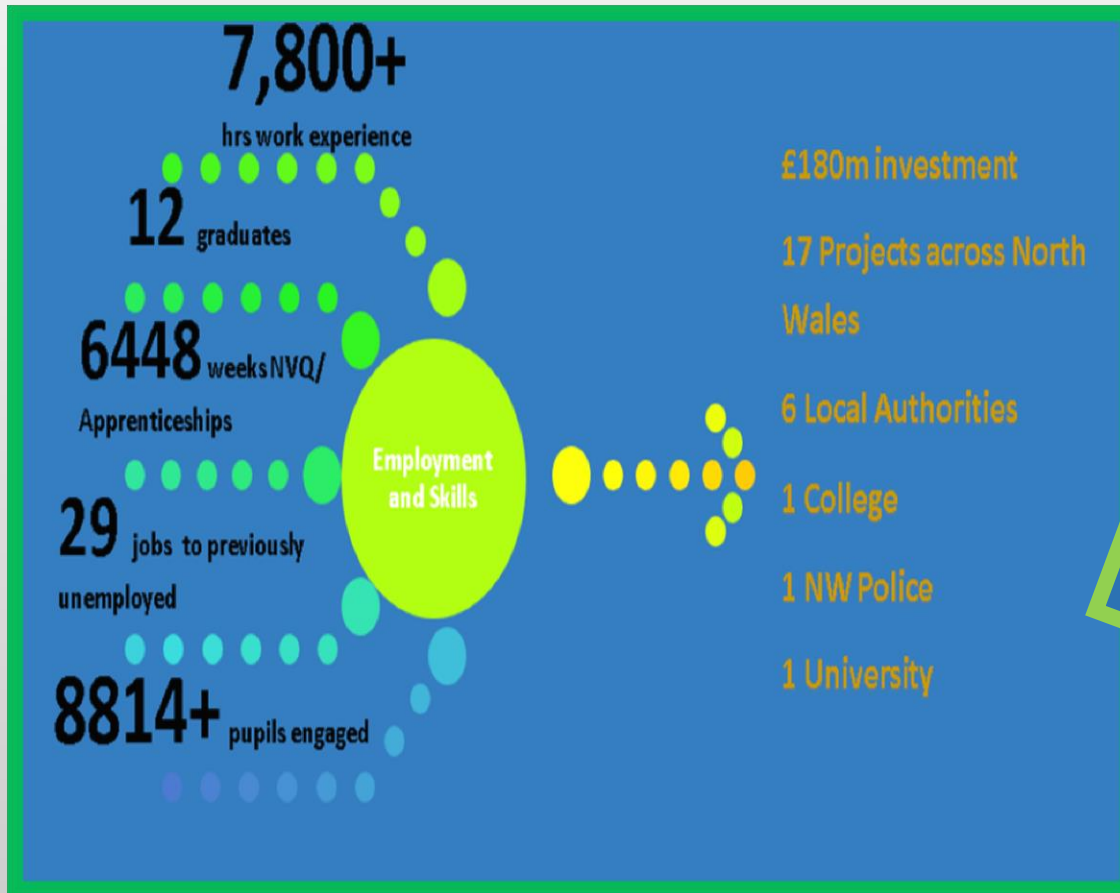 7,800+
hrs work experience
12 graduates
6448 weeks NVQ/
Apprenticeships
29 jobs to previously
unemployed
8814+ pupils engaged
Employment
and Skills
£180m investment
17 Projects across North
Wales
6 Local Authorities
1 College
1 NW Police
1 University